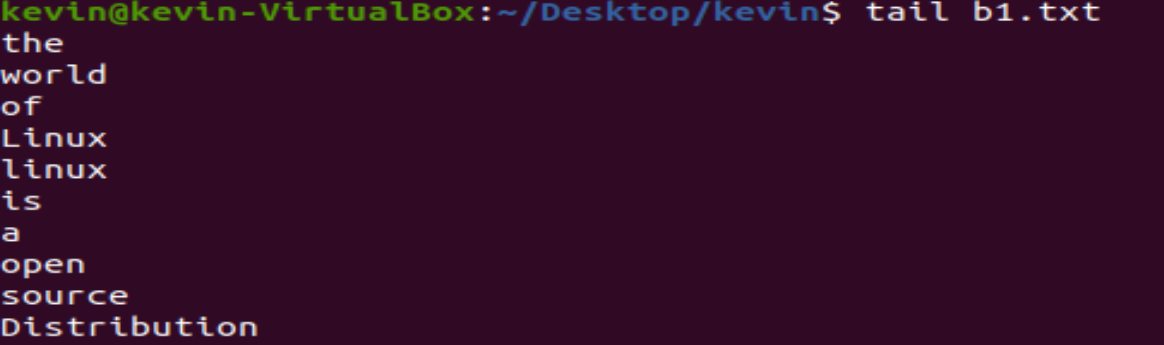 kevin@kevin-VirtualBox:~/Desktop/kevin$ tail b1.txt
the
world
of
Linux
linux
is
a
open
source
Distribution